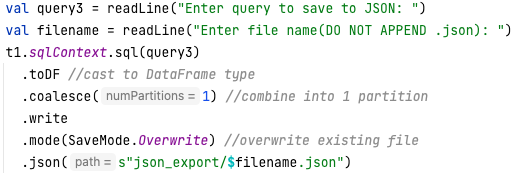 val query3 = readLine("Enter query to save to JSON: ")
val filename = readLine("Enter file name(DO NOT APPEND .json): ")
t1.sqlContext.sql(query3)
  .toDF //cast to DataFrame type
  .coalesce( numPartitions = 1) //combine into 1 partition
  .write
  .mode(SaveMode.Overwrite) //overwrite existing file
  .json( path = s"json_export/$filename.json")